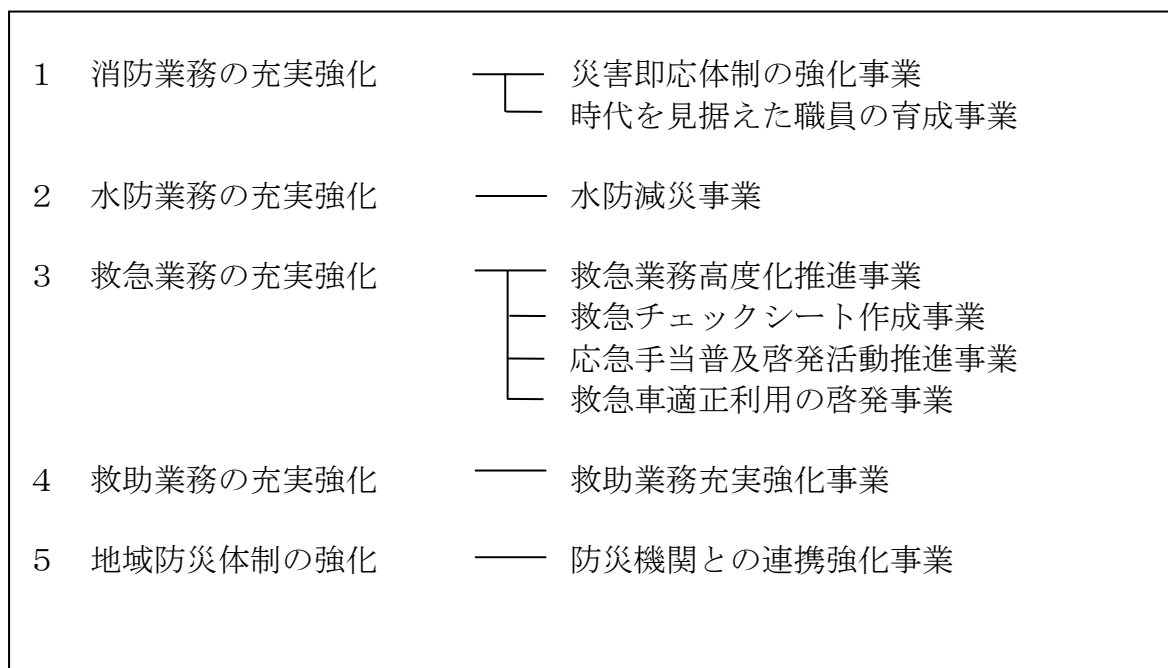 １　消防業務の充実強化　災害即応体制の強化事業
時代を見据えた職員の育成事業
２　水防業務の充実強化　水防減災事業
３　救急業務の充実強化　救急業務高度化推進事業
救急チェックシート作成事業
応急手当普及啓発活動推進事業
救急車適正利用の啓発事業
４　救助業務の充実強化　救助業務充実強化事業
５　地域防災体制の強化　防災機関との連携強化事業